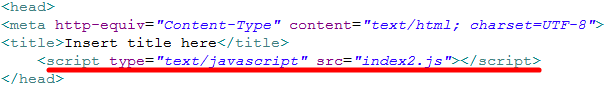 <head>
<meta http-equiv="Content-Type" content="text/html; charset=UTF-8">
<title>Insert title here</title>
<script type="text/javascript" src="index2.js"></script>
</head>